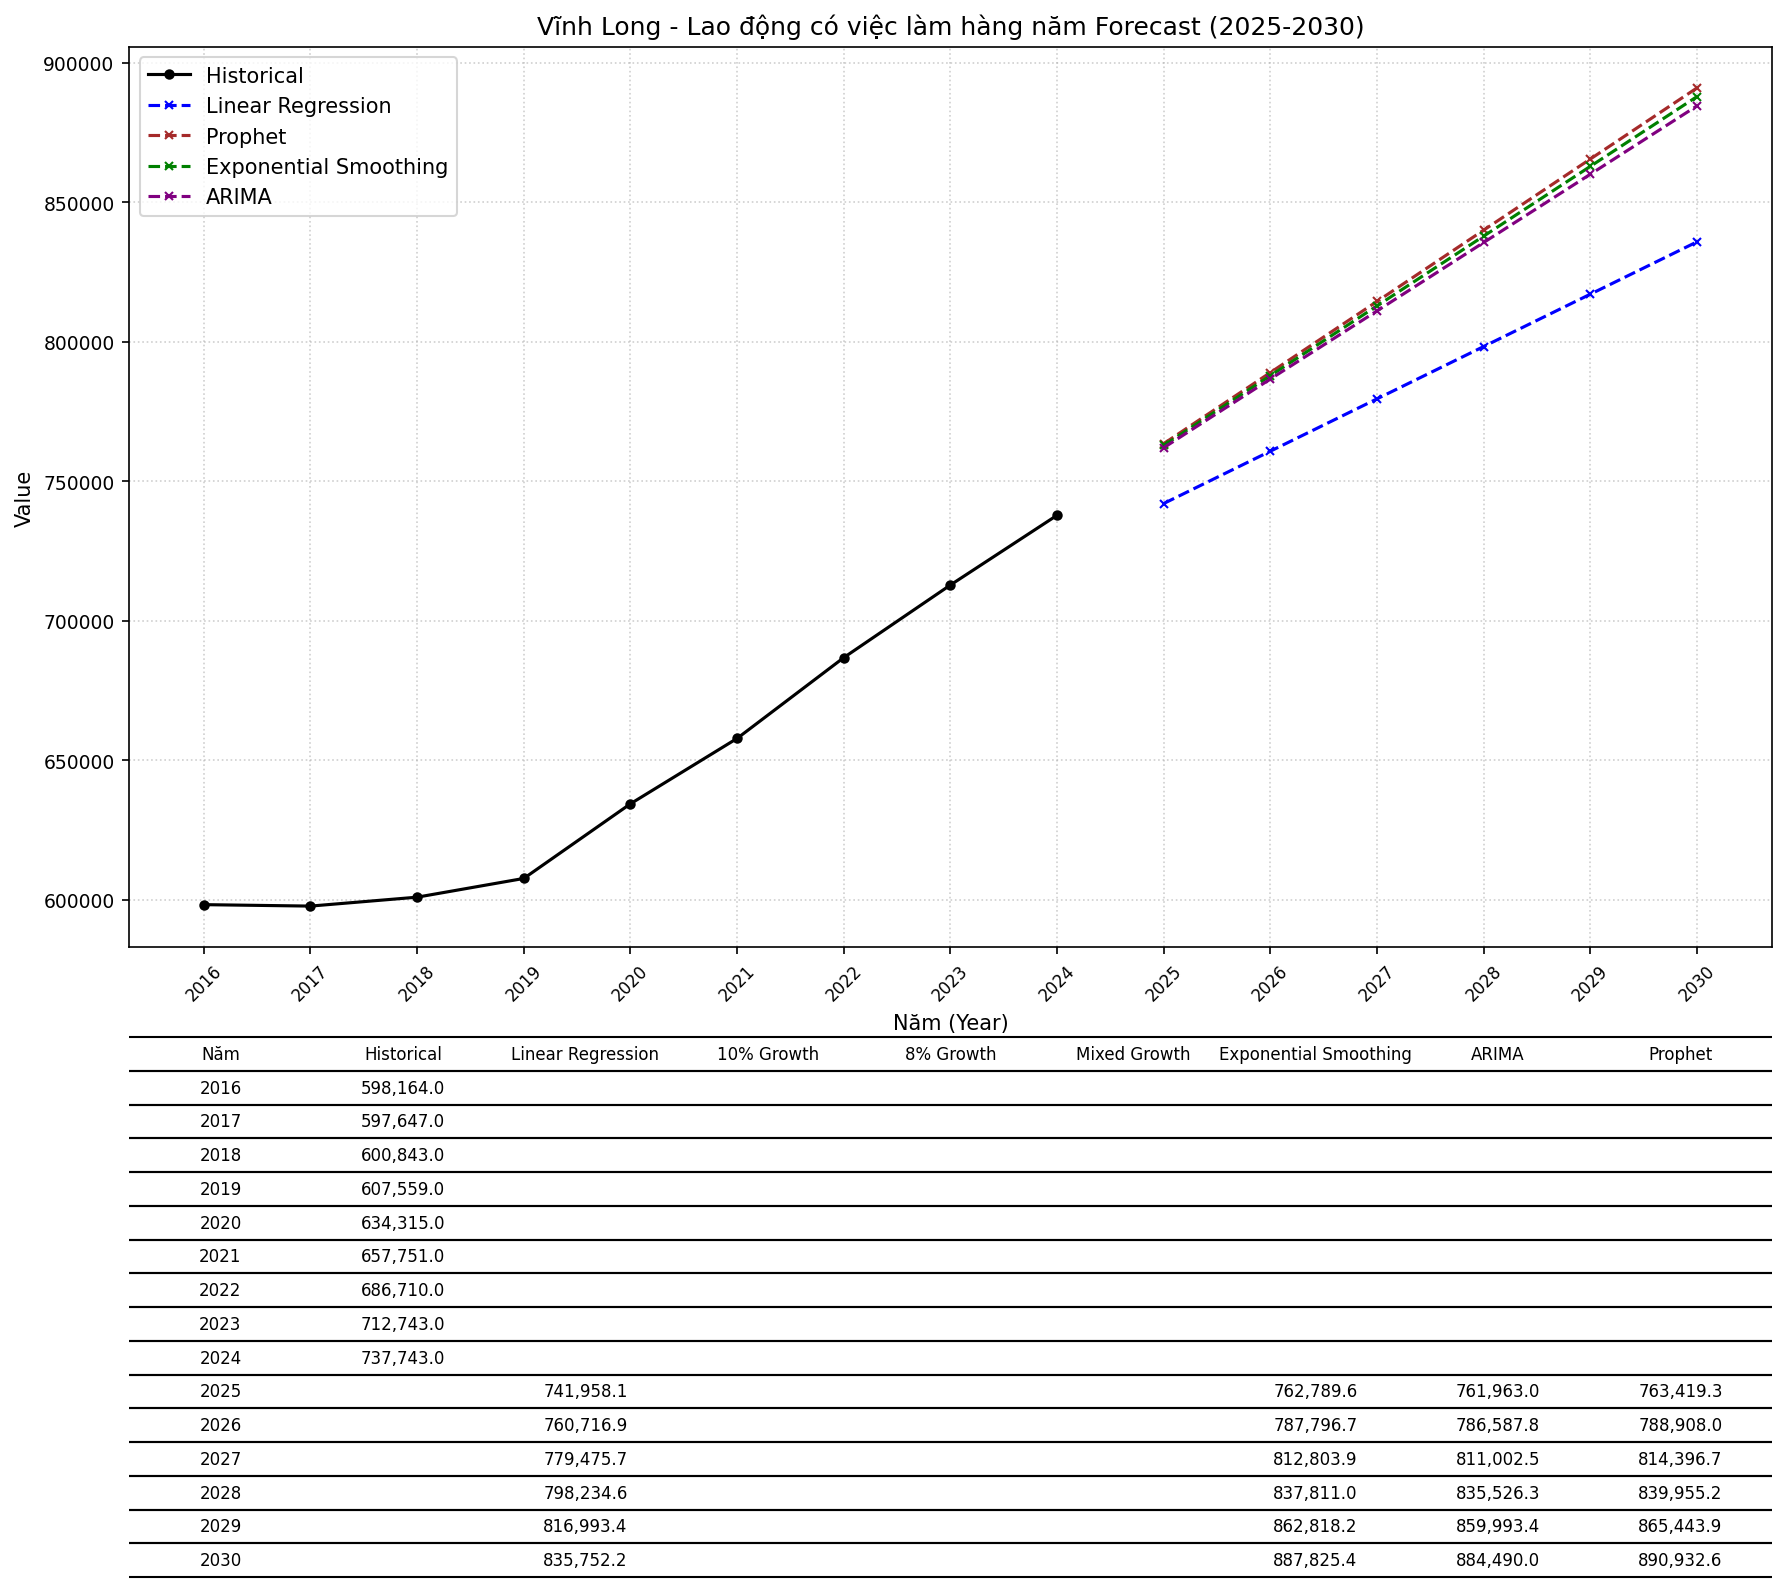 Vĩnh Long - Lao động có việc làm hàng năm Forecast (2025-2030)
Historical
Linear Regression
Prophet
Exponential Smoothing
ARIMA
900000
850000
800000
750000
700000
650000
600000
Value
2016 2017 2018 2019 2020 2021 2022 2023 2024 2025 2026 2027 2028 2029 2030
Năm (Year)
Năm Historical Linear Regression 10% Growth 8% Growth Mixed Growth Exponential Smoothing ARIMA Prophet
2016 598,164.0
2017 597,647.0
2018 600,843.0
2019 607,559.0
2020 634,315.0
2021 657,751.0
2022 686,710.0
2023 712,743.0
2024 737,743.0
2025 741,958.1 762,789.6 761,963.0 763,419.3
2026 760,716.9 787,796.7 786,587.8 788,908.0
2027 779,475.7 812,803.9 811,002.5 814,396.7
2028 798,234.6 837,811.0 835,526.3 839,955.2
2029 816,993.4 862,818.2 859,993.4 865,443.9
2030 835,752.2 887,825.4 884,490.0 890,932.6